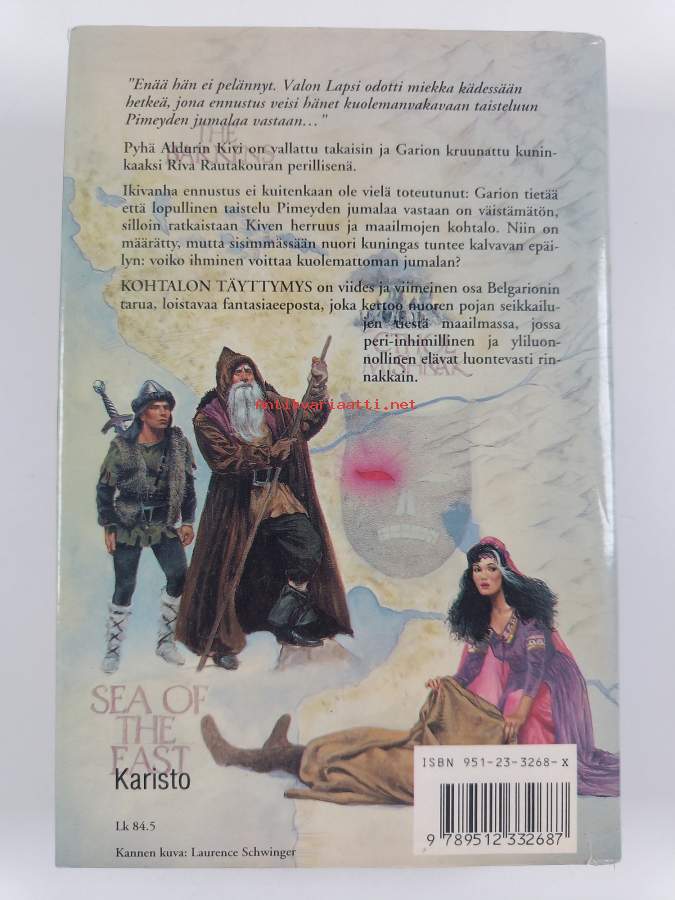 "Enää hän ei pelännyt. Valon Lapsi odotti miekka kädessään
hetkeä, jona ennustus veisi hänet kuolemanvakavaan taisteluun
Pimeyden jumalaa vastaan…"
THE
Pyhä Aldurin Kivi on vallattu takaisin ja Garion kruunattu kunin-
kaaksi Riva Rautakouran perillisenä.
Ikivanha ennustus ei kuitenkaan ole vielä toteutunut: Garion tietää
että lopullinen taistelu Pimeyden jumalaa vastaan on väistämätön,
silloin ratkaistaan Kiven herruus ja maailmojen kohtalo. Niin on
määrätty, mutta sisimmässään nuori kuningas tuntee kalvavan epäi-
lyn: voiko ihminen voittaa kuolemattoman jumalan?
KOHTALON TÄYTTYMYS on viides ja viimeinen osa Belgarionin
tarua, loistavaa fantasiaeeposta, joka kertoo nuoren pojan seikkailu-
jen tiestä maailmassa, jossa
peri-inhimillinen ja yliluon-
nollinen elävat luontevasti rin-
nakkain.
MISHRAK
antikvariaatti.net
SEA OF
THE
EAST
Karisto
ISBN 951-23-3268-X
9 789512 332687
Lk 84.5
Kannen kuva: Laurence Schwinger